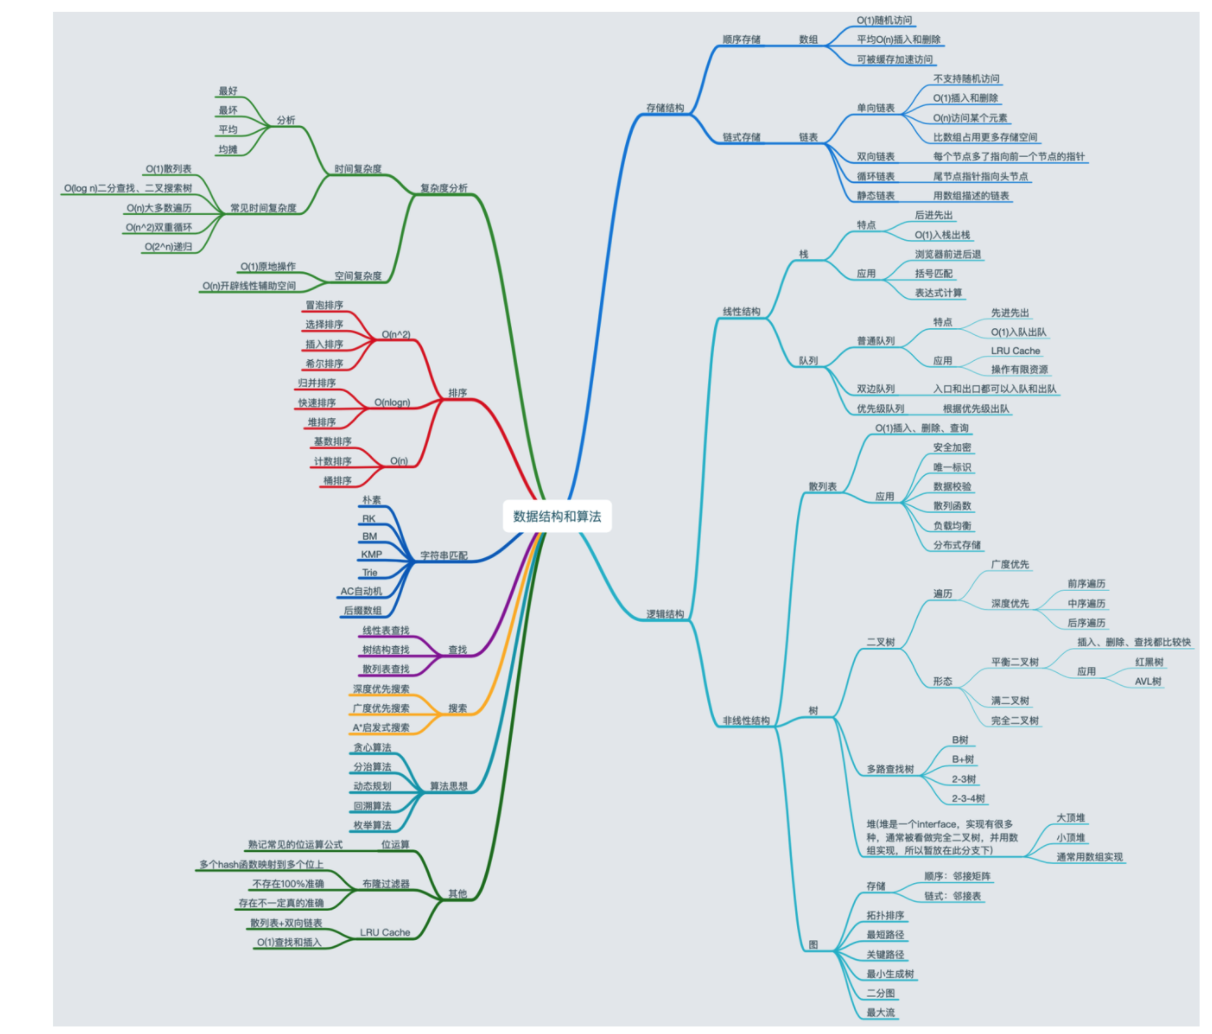 数据结构和算法
复杂度分析
时间复杂度
分析
最好
最坏
平均
均摊
常见时间复杂度
O(1)散列表
O(log n)二分查找、二叉搜索树
O(n)大多数遍历
O(n^2)双重循环
O(2^n)递归
空间复杂度
O(1)原地操作
O(n)开辟线性辅助空间
排序
O(n^2)
冒泡排序
选择排序
插入排序
希尔排序
O(nlogn)
归并排序
快速排序
堆排序
O(n)
基数排序
计数排序
桶排序
字符串匹配
朴素
RK
BM
KMP
Trie
AC自动机
后缀数组
查找
线性表查找
树结构查找
散列表查找
搜索
深度优先搜索
广度优先搜索
A*启发式搜索
算法思想
贪心算法
分治算法
动态规划
回溯算法
枚举算法
其他
位运算
熟记常见的位运算公式
布隆过滤器
多个hash函数映射到多个位上
不存在100%准确
存在不一定真的准确
LRU Cache
散列表+双向链表
O(1)查找和插入
存储结构
顺序存储
数组
O(1)随机访问
平均O(n)插入和删除
可被缓存加速访问
链式存储
链表
单向链表
不支持随机访问
O(1)插入和删除
O(n)访问某个元素
比数组占用更多存储空间
双向链表
每个节点多了指向前一个节点的指针
循环链表
尾节点指针指向头节点
静态链表
用数组描述的链表
逻辑结构
线性结构
栈
特点
后进先出
O(1)入栈出栈
应用
浏览器前进后退
括号匹配
表达式计算
队列
普通队列
特点
先进先出
O(1)入队出队
应用
LRU Cache
操作有限资源
双边队列
入口和出口都可以入队和出队
优先级队列
根据优先级出队
非线性结构
散列表
O(1)插入、删除、查询
应用
安全加密
唯一标识
数据校验
散列函数
负载均衡
分布式存储
树
二叉树
遍历
广度优先
深度优先
前序遍历
中序遍历
后序遍历
形态
平衡二叉树
插入、删除、查找都比较快
应用
红黑树
AVL树
满二叉树
完全二叉树
多路查找树
B树
B+树
2-3树
2-3-4树
堆(堆是一个interface，实现有很多
种，通常被看做完全二叉树，并用数
组实现，所以暂放在此分支下)
大顶堆
小顶堆
通常用数组实现
图
存储
顺序：邻接矩阵
链式：邻接表
拓扑排序
最短路径
关键路径
最小生成树
二分图
最大流